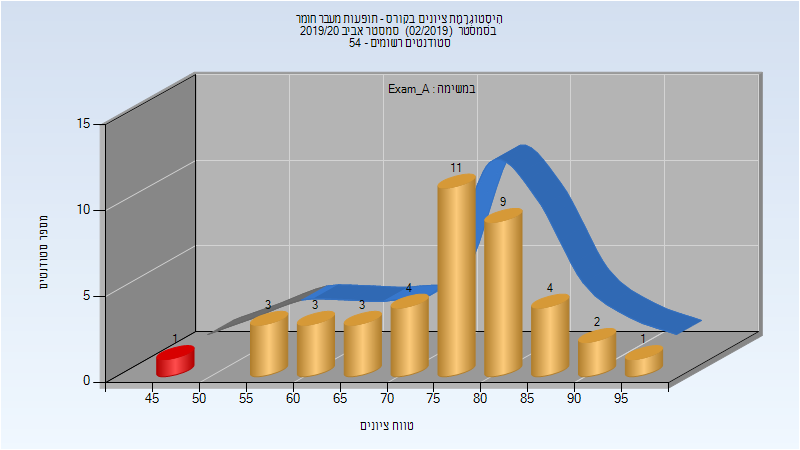 היסטוגרמת ציונים בקורס - תופעות מעבר חומר
בסמסטר (02/2019) סמסטר אביב 2019/20
54 - סטודנטים רשומים
במשימה : Exam_A
15
10
5
0
מספר סטודנטים
1
3
3
3
4
11
9
4
2
1
45 50 55 60 65 70 75 80 85 90 95
טווח ציונים